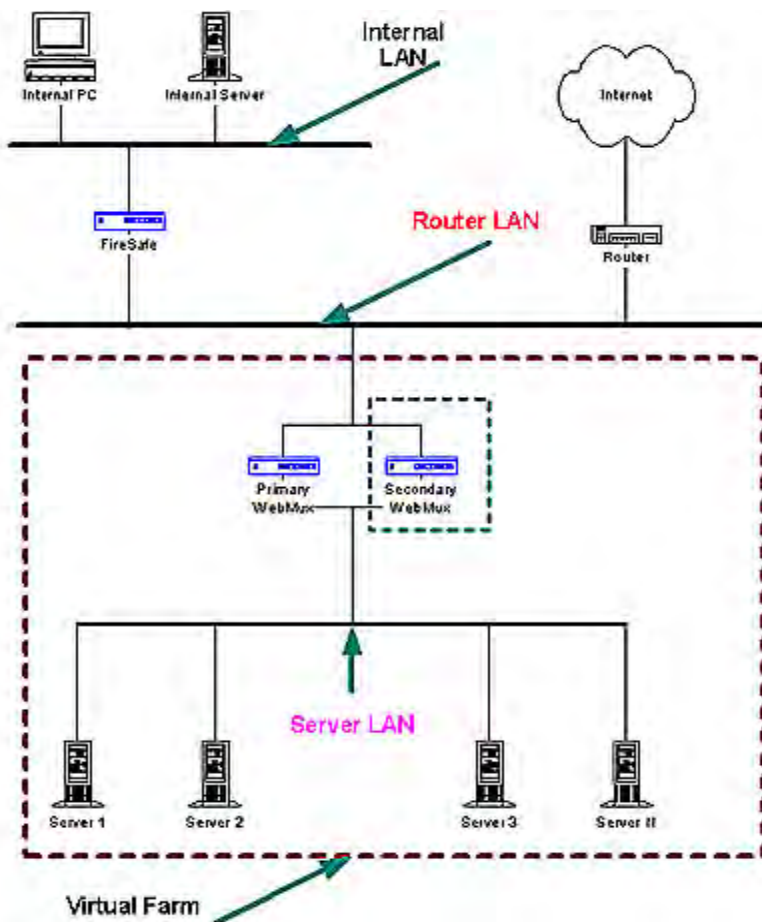 Internal
LAN
Internal PC
Internal Server
Internet
FireSafe
Router LAN
Router
Primary
WebMux
Secondary
WebMux
Server LAN
Server 1
Server 2
Server 3
Server N
Virtual Farm